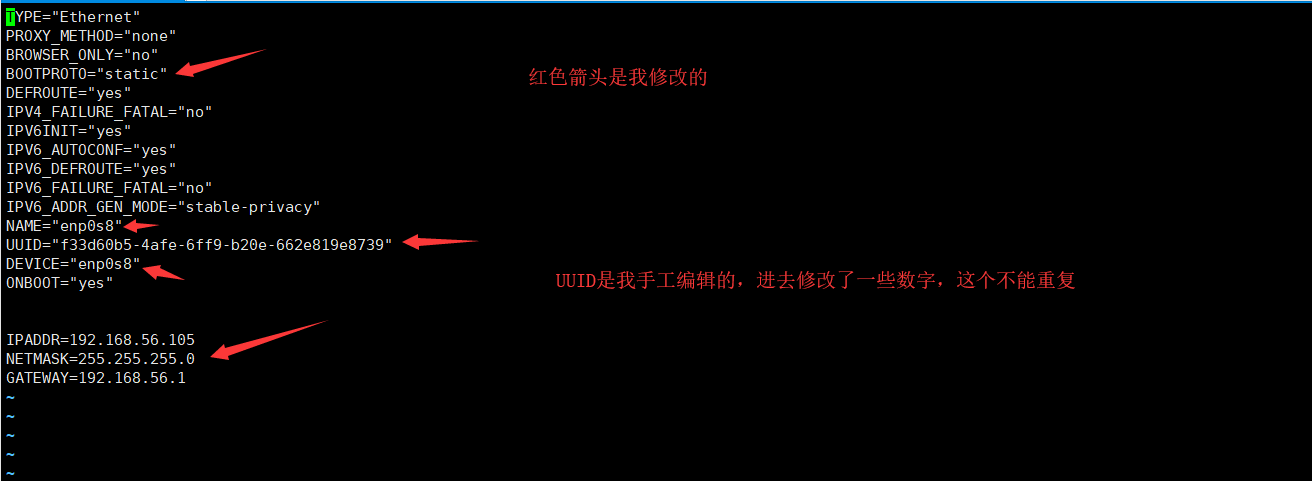 TYPE="Ethernet"
PROXY_METHOD="none"
BROWSER_ONLY="no"
BOOTPROTO="static"
红色箭头是我修改的
DEFROUTE="yes"
IPV4_FAILURE_FATAL="no"
IPV6INIT="yes"
IPV6_AUTOCONF="yes"
IPV6_DEFROUTE="yes"
IPV6_FAILURE_FATAL="no"
IPV6_ADDR_GEN_MODE="stable-privacy"
NAME="enp0s8"
UUID="f33d60b5-4afe-6ff9-b20e-662e819e8739"
DEVICE="enp0s8"
ONBOOT="yes"
UUID是我手工编辑的，进去修改了一些数字，这个不能重复
IPADDR=192.168.56.105
NETMASK=255.255.255.0
GATEWAY=192.168.56.1
~
~
~
~
~